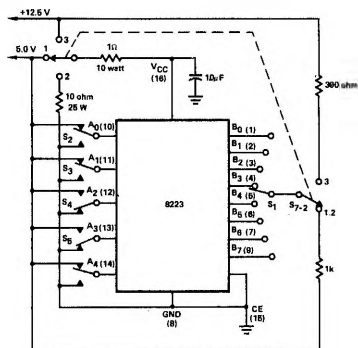 +12.5 V
5.0 V
3
1
2
1Ω
10 watt
VCC
(16)
10μF
10 ohm
25 W
390 ohm
3
1.2
1k
S2
S3
S4
S5
A0(10)
A1(11)
A2(12)
A3(13)
A4(14)
8223
B0 (1)
B1 (2)
B2 (3)
B3 (4)
B4 (5)
B5 (6)
B6 (7)
B7 (9)
S1
S7-2
GND
(8)
CE
(15)